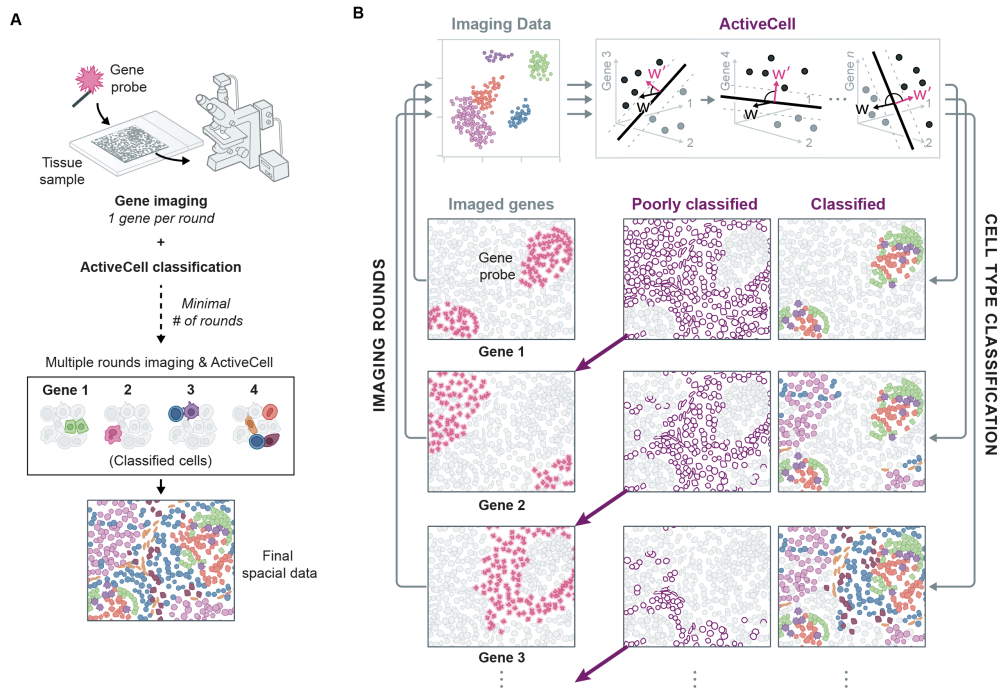 A
Gene
probe
Tissue
sample
Gene imaging
1 gene per round
+
ActiveCell classification
Minimal
# of rounds
Multiple rounds imaging & ActiveCell
Gene 1 2 3 4
(Classified cells)
Final
spacial data
B
Imaging Data
ActiveCell
Gene 3
w'
w
1
2
Gene 4
w'
w
1
2
...
Gene n
w'
w
1
2
IMAGING ROUNDS
CELL TYPE CLASSIFICATION
Imaged genes
Poorly classified
Classified
Gene
probe
Gene 1
Gene 2
Gene 3